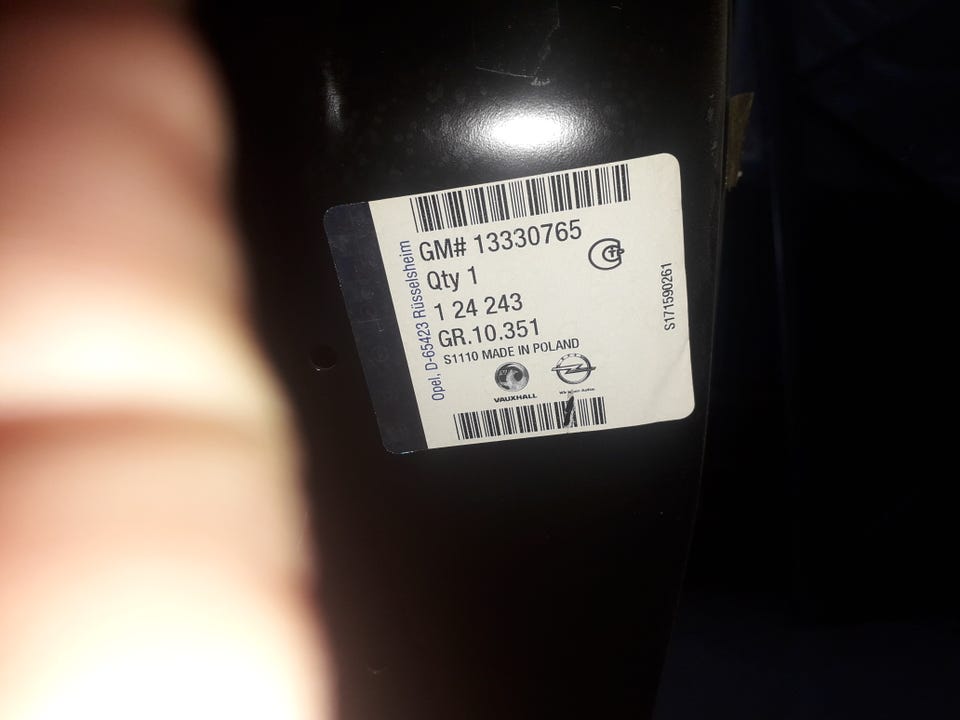 GM# 13330765
Qty 1
1 24 243
GR.10.351
S1110 MADE IN POLAND
VAUXHALL
Opel, D-65423 Rüsselsheim
S171590261